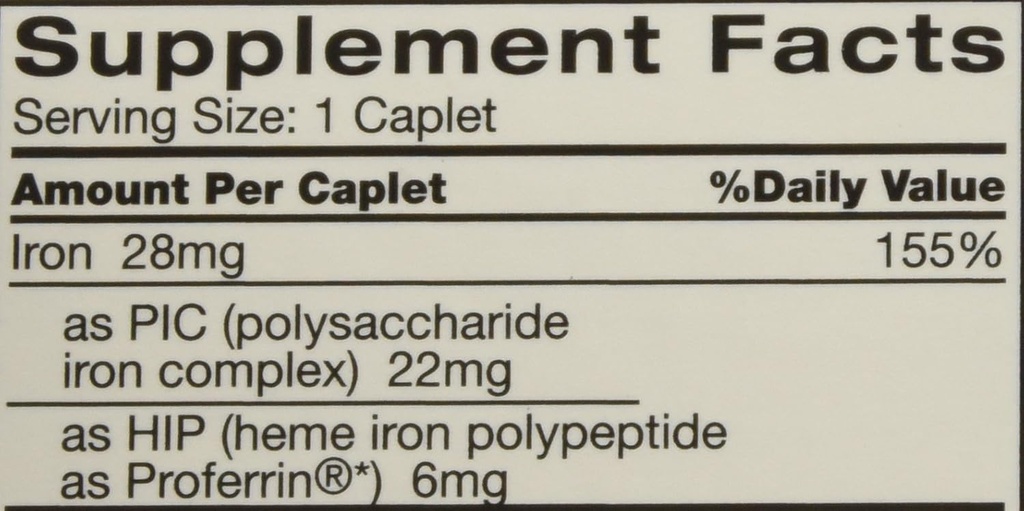 Supplement Facts
Serving Size: 1 Caplet
Amount Per Caplet %Daily Value
Iron 28mg 155%
as PIC (polysaccharide
iron complex) 22mg
as HIP (heme iron polypeptide
as Proferrin®*) 6mg